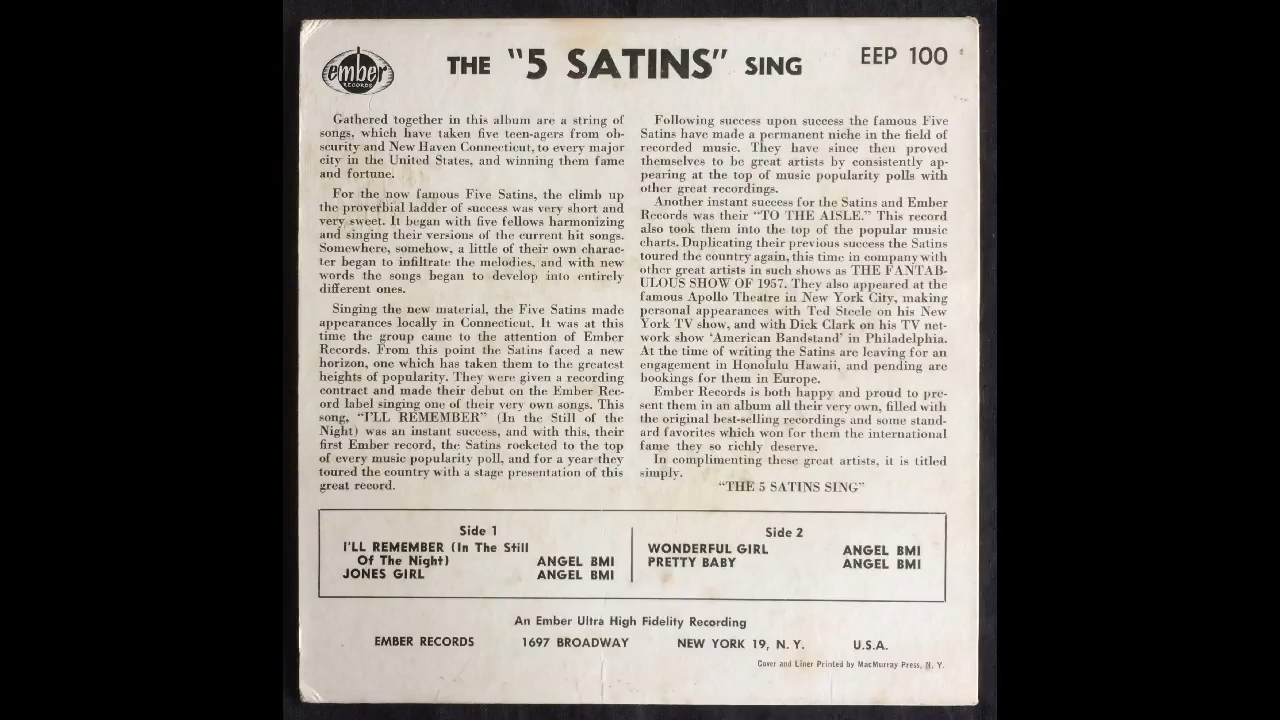 ember
RECORDS
THE "5 SATINS" SING
EEP 100
Gathered together in this album are a string of
songs, which have taken five teen-agers from ob-
scurity and New Haven Connecticut, to every major
city in the United States, and winning them fame
and fortune.
For the now famous Five Satins, the climb up
the proverbial ladder of success was very short and
very sweet. It began with five fellows harmonizing
and singing their versions of the current hit songs.
Somewhere, somehow, a little of their own charac-
ter began to infiltrate the melodies, and with new
words the songs began to develop into entirely
different ones.
Singing the new material, the Five Satins made
appearances locally in Connecticut. It was at this
time the group came to the attention of Ember
Records. From this point the Satins faced a new
horizon, one which has taken them to the greatest
heights of popularity. They were given a recording
contract and made their debut on the Ember Rec-
ord label singing one of their very own songs. This
song, "I'LL REMEMBER" (In the Still of the
Night) was an instant success, and with this, their
first Ember record, the Satins rocketed to the top
of every music popularity poll, and for a year they
toured the country with a stage presentation of this
great record.
Following success upon success the famous Five
Satins have made a permanent niche in the field of
recorded music. They have since then proved
themselves to be great artists by consistently ap-
pearing at the top of music popularity polls with
other great recordings.
Another instant success for the Satins and Ember
Records was their "TO THE AISLE." This record
also took them into the top of the popular music
charts. Duplicating their previous success the Satins
toured the country again, this time in company with
other great artists in such shows as THE FANTAB-
ULOUS SHOW OF 1957. They also appeared at the
famous Apollo Theatre in New York City, making
personal appearances with Ted Steele on his New
York TV show, and with Dick Clark on his TV net-
work show 'American Bandstand' in Philadelphia.
At the time of writing the Satins are leaving for an
engagement in Honolulu Hawaii, and pending are
bookings for them in Europe.
Ember Records is both happy and proud to pre-
sent them in an album all their very own, filled with
the original best-selling recordings and some stand-
ard favorites which won for them the international
fame they so richly deserve.
In complimenting these great artists, it is titled
simply.
"THE 5 SATINS SING"
Side 1
I'LL REMEMBER (In The Still
Of The Night) ANGEL BMI
JONES GIRL ANGEL BMI
Side 2
WONDERFUL GIRL ANGEL BMI
PRETTY BABY ANGEL BMI
An Ember Ultra High Fidelity Recording
EMBER RECORDS 1697 BROADWAY NEW YORK 19, N. Y. U.S.A.
Cover and Liner Printed by MacMurray Press, N. Y.